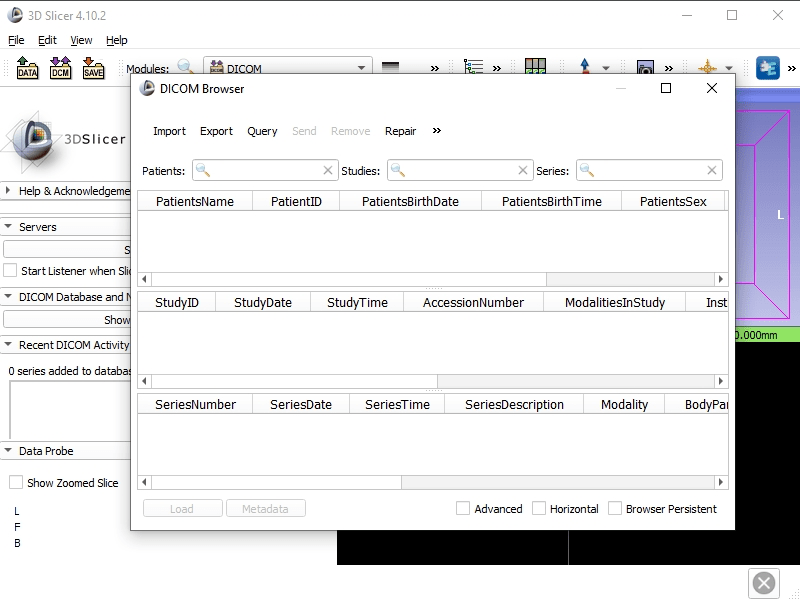 3D Slicer 4.10.2
File Edit View Help
DATA DCM SAVE Modules: DICOM
DICOM Browser
Import Export Query Send Remove Repair
Patients: Studies: Series:
PatientsName PatientID PatientsBirthDate PatientsBirthTime PatientsSex
StudyID StudyDate StudyTime AccessionNumber ModalitiesInStudy Inst
SeriesNumber SeriesDate SeriesTime SeriesDescription Modality BodyPar
Load Metadata Advanced Horizontal Browser Persistent
3DSlicer
Help & Acknowledgeme
Servers
S
Start Listener when Slic
DICOM Database and N
Show
Recent DICOM Activity
0 series added to databas
Data Probe
Show Zoomed Slice
L
F
B
L
0.000mm